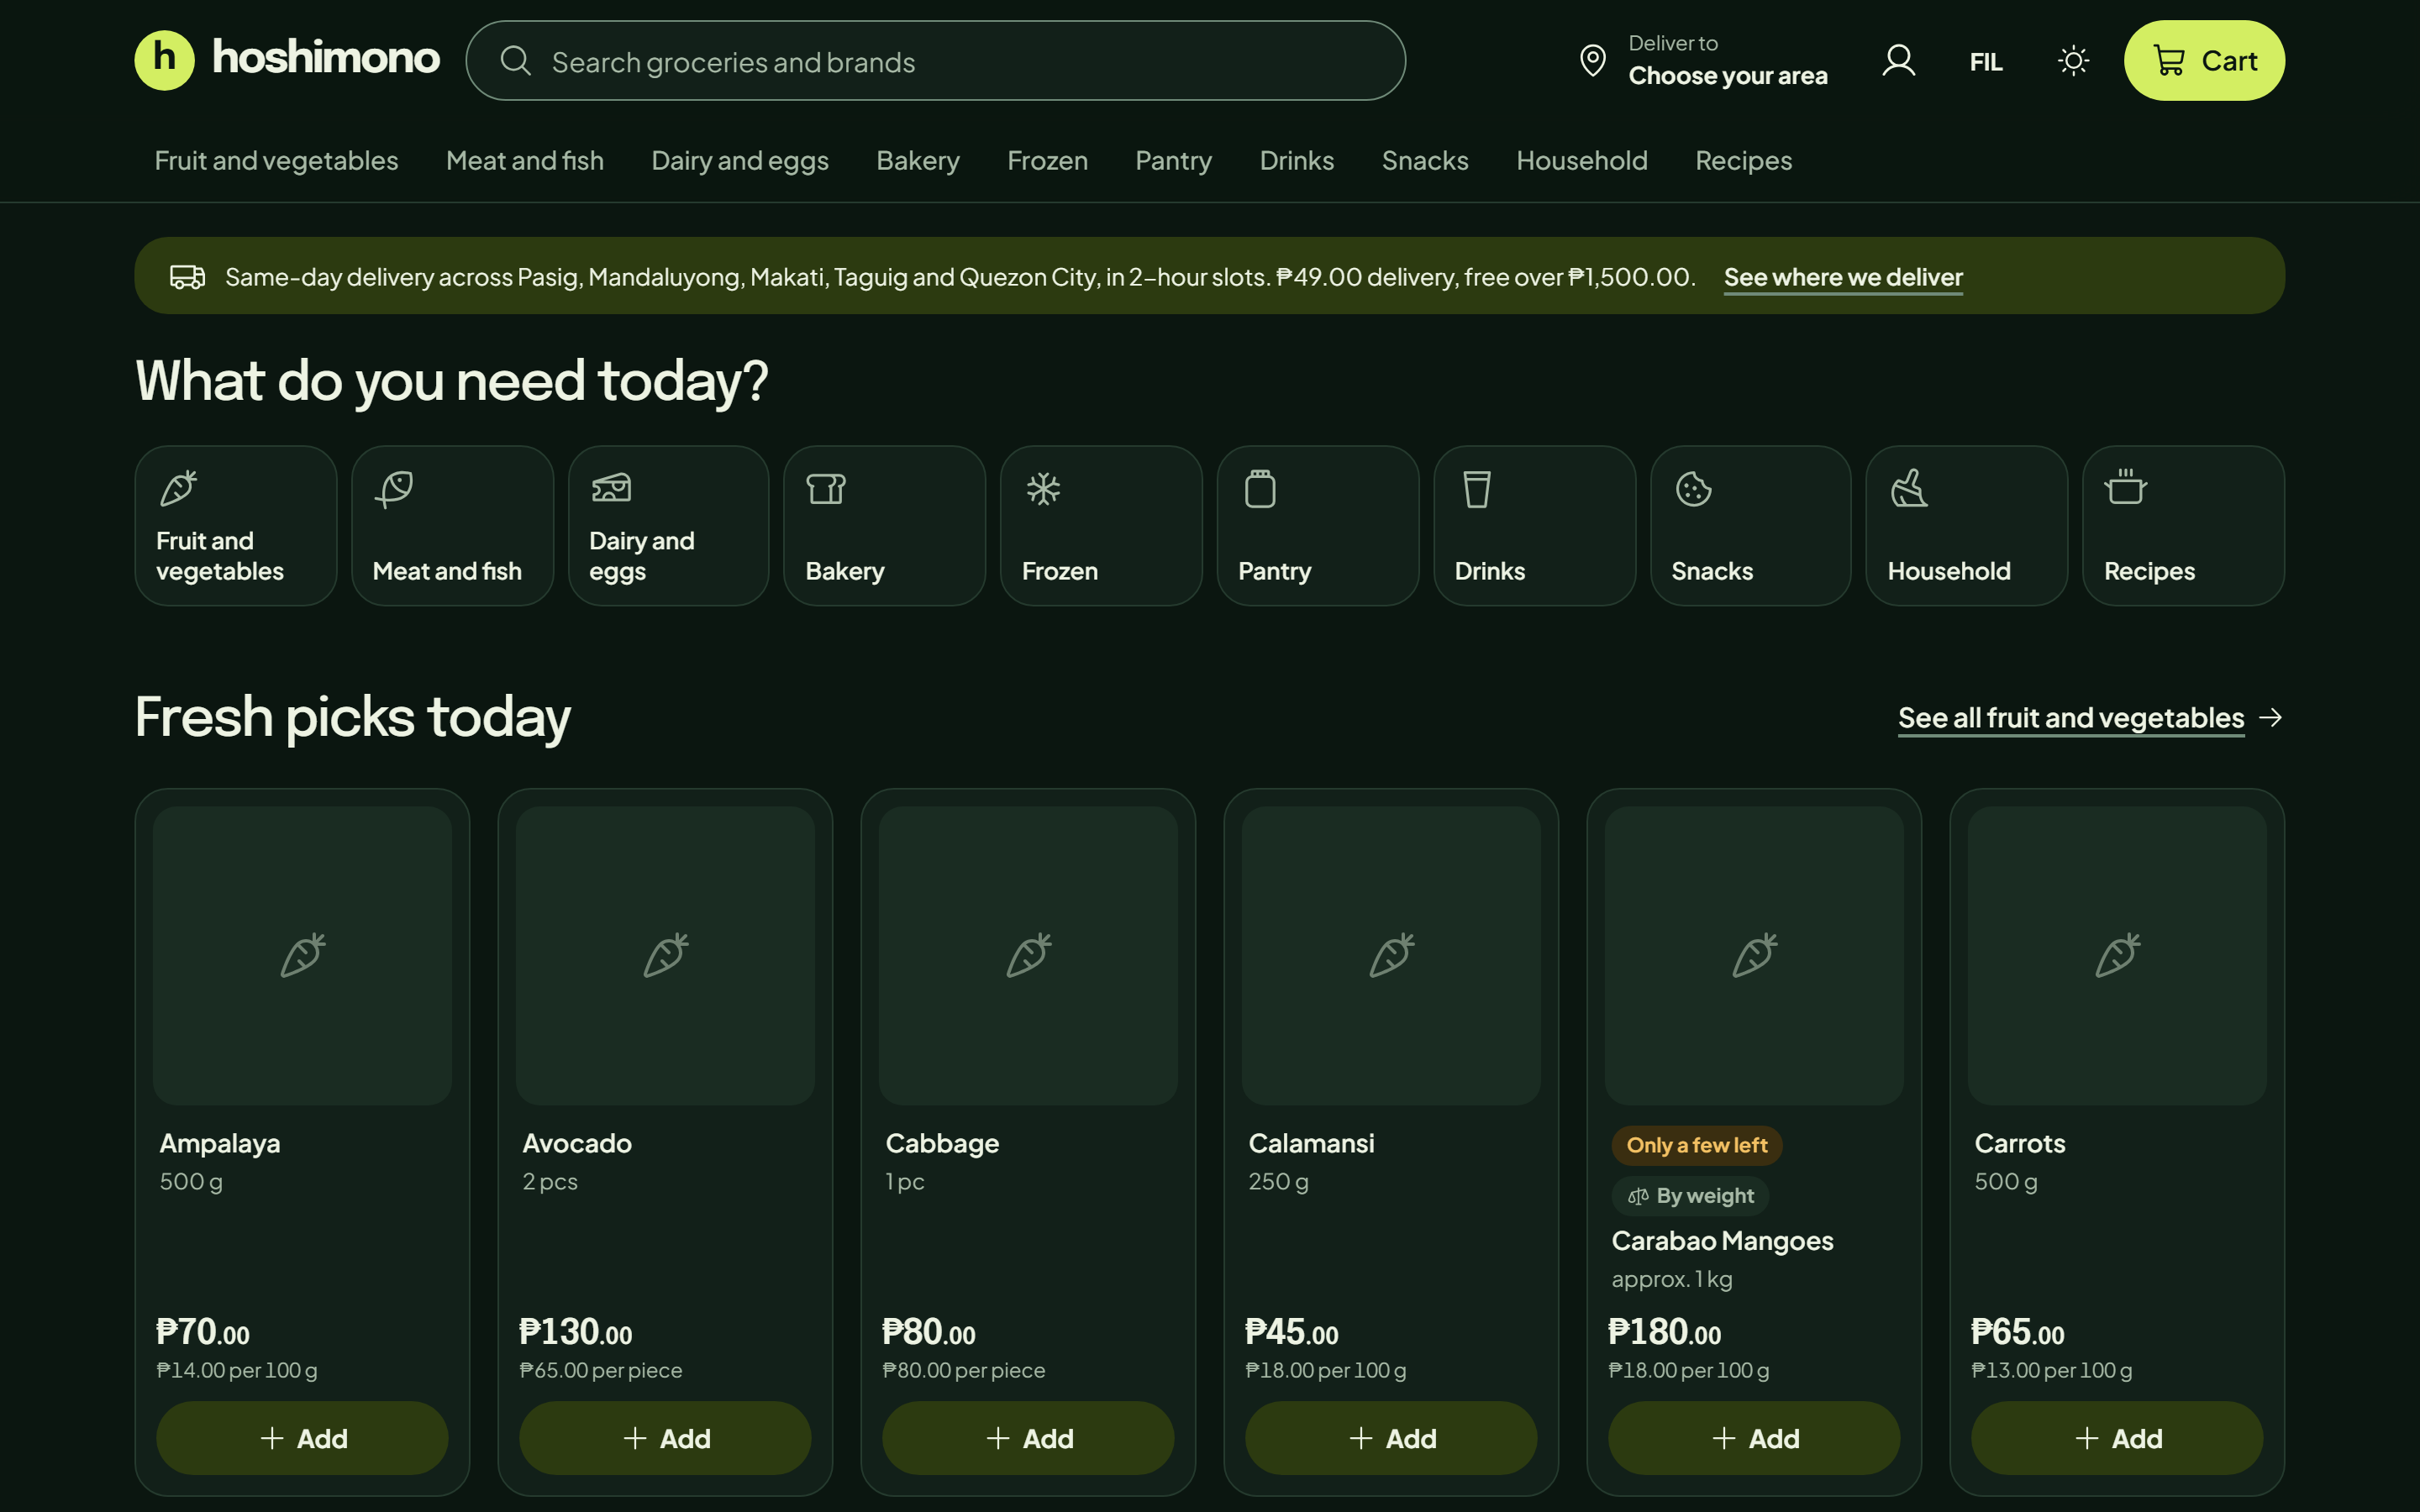 h hoshimono
Search groceries and brands
Deliver to
Choose your area
FIL
Cart
Fruit and vegetables
Meat and fish
Dairy and eggs
Bakery
Frozen
Pantry
Drinks
Snacks
Household
Recipes
Same-day delivery across Pasig, Mandaluyong, Makati, Taguig and Quezon City, in 2-hour slots. ₱49.00 delivery, free over ₱1,500.00. See where we deliver
What do you need today?
Fruit and
vegetables
Meat and fish
Dairy and
eggs
Bakery
Frozen
Pantry
Drinks
Snacks
Household
Recipes
Fresh picks today
See all fruit and vegetables
Ampalaya
500 g
₱70.00
₱14.00 per 100 g
Add
Avocado
2 pcs
₱130.00
₱65.00 per piece
Add
Cabbage
1 pc
₱80.00
₱80.00 per piece
Add
Calamansi
250 g
₱45.00
₱18.00 per 100 g
Add
Only a few left
By weight
Carabao Mangoes
approx. 1 kg
₱180.00
₱18.00 per 100 g
Add
Carrots
500 g
₱65.00
₱13.00 per 100 g
Add